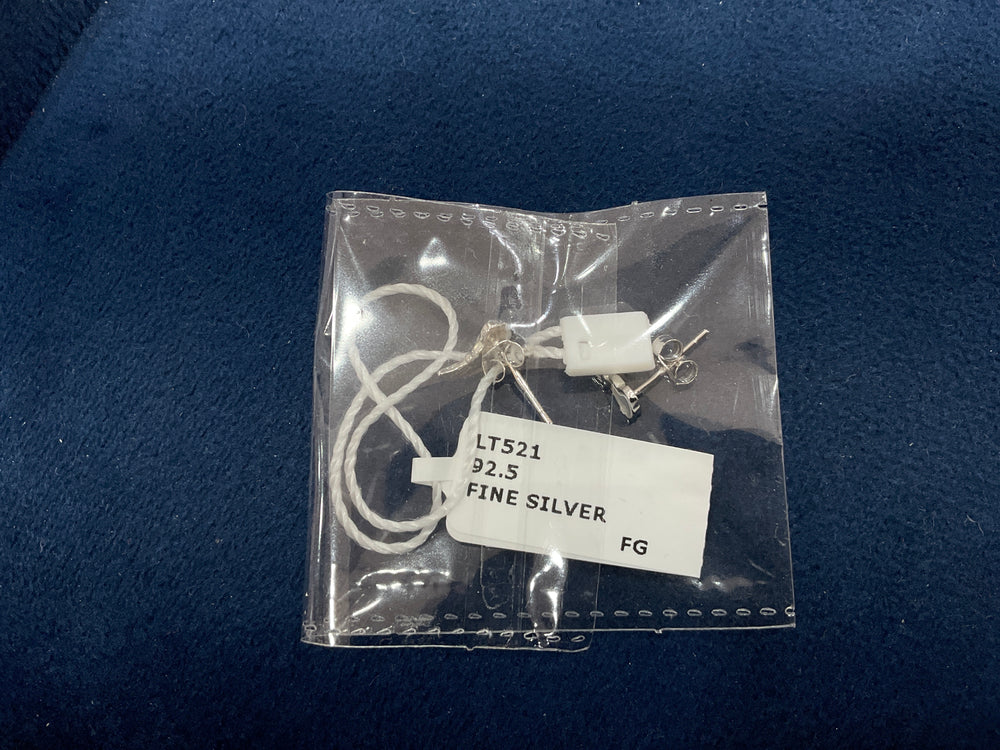 LT521
92.5
FINE SILVER
FG